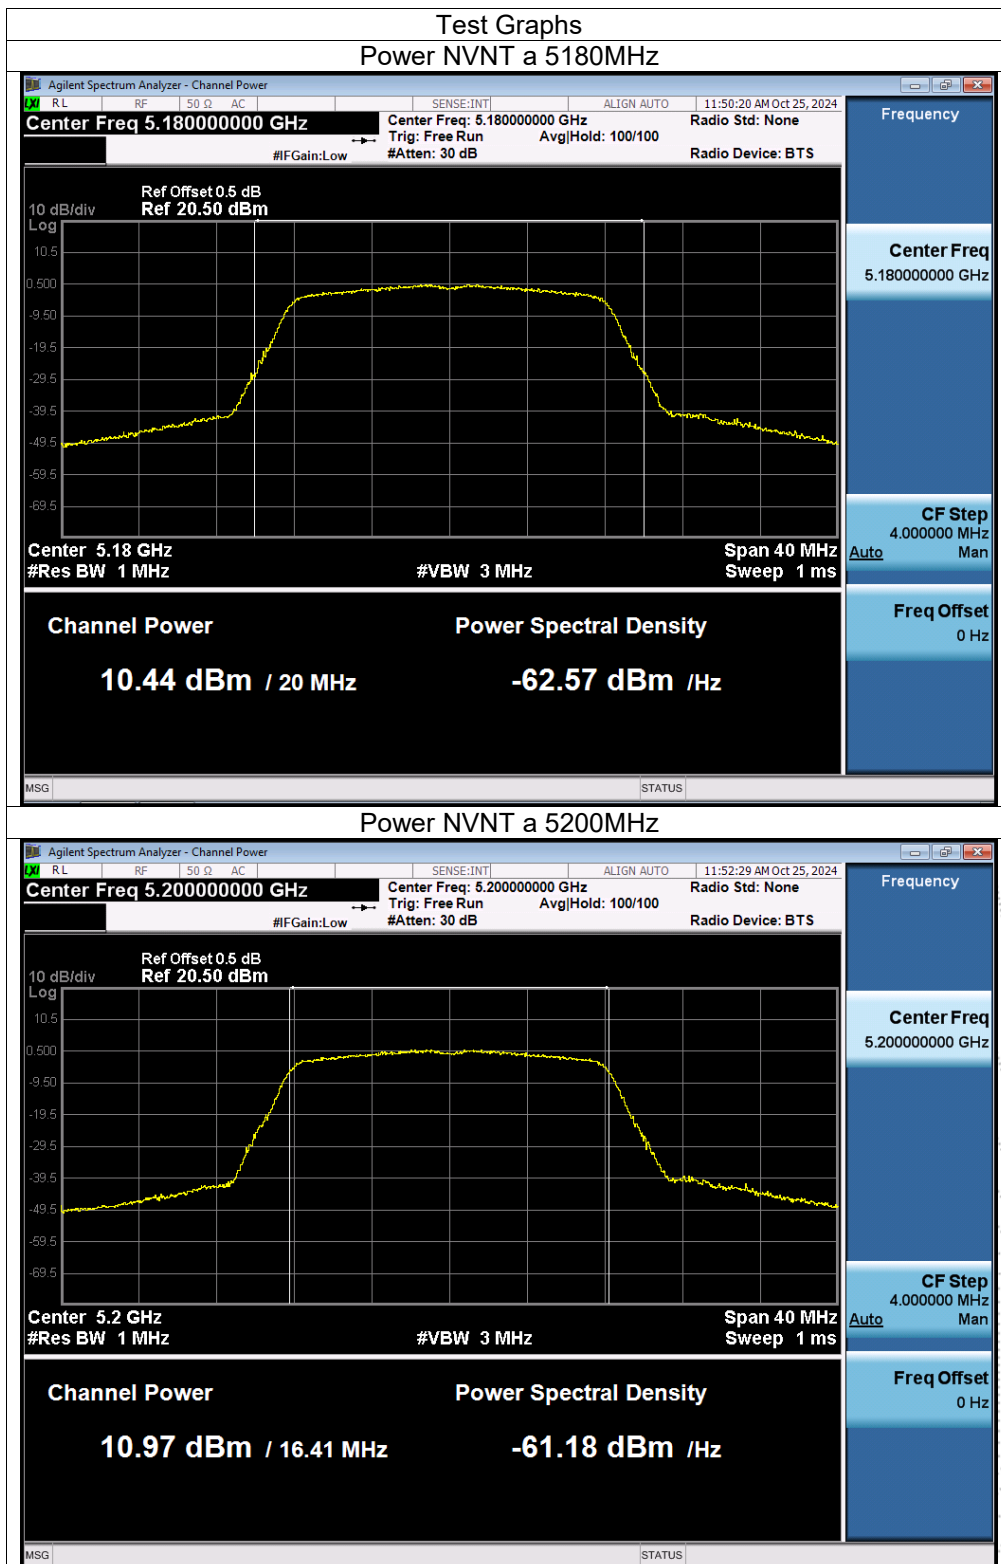 Test Graphs
Power NVNT a 5180MHz
Agilent Spectrum Analyzer - Channel Power
LXI RL RF 50 Ω AC SENSE:INT ALIGN AUTO 11:50:20 AM Oct 25, 2024
Center Freq 5.180000000 GHz Center Freq: 5.180000000 GHz Radio Std: None Frequency
Trig: Free Run Avg|Hold: 100/100
#IFGain:Low #Atten: 30 dB Radio Device: BTS
Ref Offset 0.5 dB
10 dB/div Ref 20.50 dBm
Log
10.5
0.500
-9.50
-19.5
-29.5
-39.5
-49.5
-59.5
-69.5
Center Freq
5.180000000 GHz
CF Step
4.000000 MHz
Auto Man
Center 5.18 GHz Span 40 MHz
#Res BW 1 MHz #VBW 3 MHz Sweep 1 ms
Freq Offset
0 Hz
Channel Power Power Spectral Density
10.44 dBm / 20 MHz -62.57 dBm /Hz
MSG STATUS
Power NVNT a 5200MHz
Agilent Spectrum Analyzer - Channel Power
LXI RL RF 50 Ω AC SENSE:INT ALIGN AUTO 11:52:29 AM Oct 25, 2024
Center Freq 5.200000000 GHz Center Freq: 5.200000000 GHz Radio Std: None Frequency
Trig: Free Run Avg|Hold: 100/100
#IFGain:Low #Atten: 30 dB Radio Device: BTS
Ref Offset 0.5 dB
10 dB/div Ref 20.50 dBm
Log
10.5
0.500
-9.50
-19.5
-29.5
-39.5
-49.5
-59.5
-69.5
Center Freq
5.200000000 GHz
CF Step
4.000000 MHz
Auto Man
Center 5.2 GHz Span 40 MHz
#Res BW 1 MHz #VBW 3 MHz Sweep 1 ms
Freq Offset
0 Hz
Channel Power Power Spectral Density
10.97 dBm / 16.41 MHz -61.18 dBm /Hz
MSG STATUS